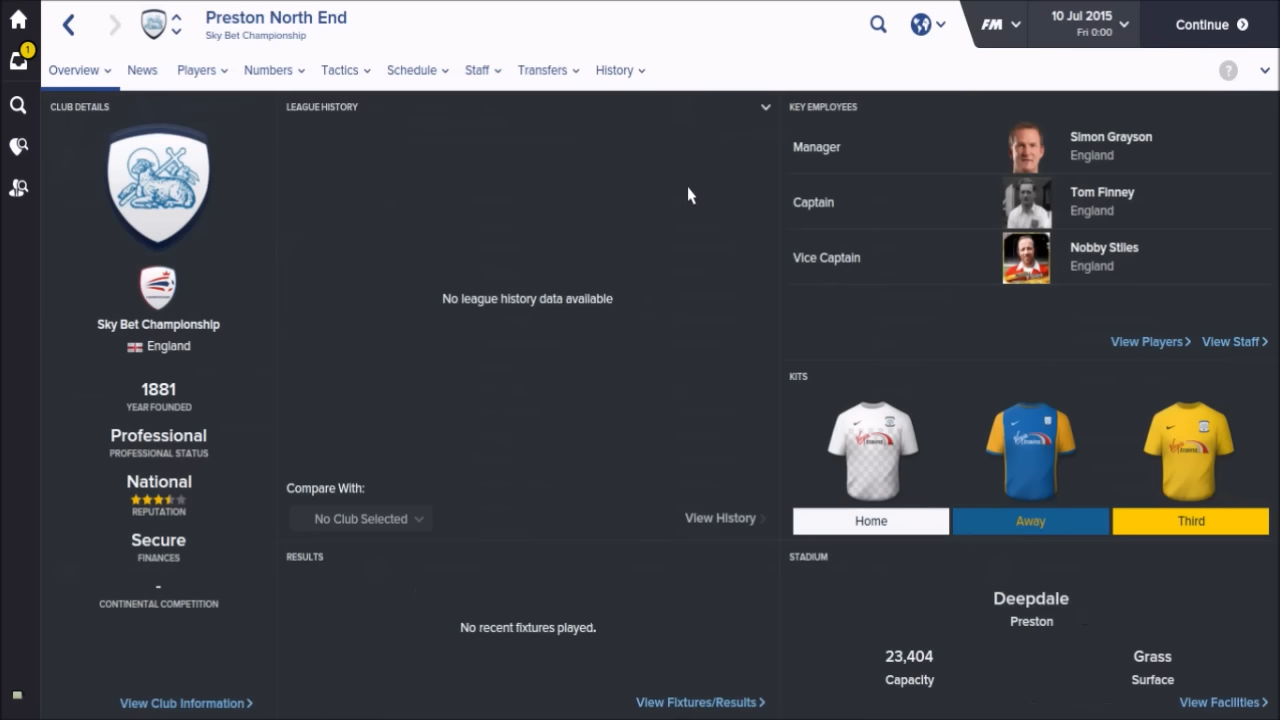 Preston North End
Sky Bet Championship
FM
10 Jul 2015
Fri 0:00
Continue
1
Overview
News
Players
Numbers
Tactics
Schedule
Staff
Transfers
History
?
CLUB DETAILS
Sky Bet Championship
England
1881
YEAR FOUNDED
Professional
PROFESSIONAL STATUS
National
REPUTATION
Secure
FINANCES
-
CONTINENTAL COMPETITION
View Club Information
LEAGUE HISTORY
No league history data available
Compare With:
No Club Selected
View History
RESULTS
No recent fixtures played.
View Fixtures/Results
KEY EMPLOYEES
Manager
Simon Grayson
England
Captain
Tom Finney
England
Vice Captain
Nobby Stiles
England
View Players
View Staff
KITS
Home
Away
Third
STADIUM
Deepdale
Preston
23,404
Capacity
Grass
Surface
View Facilities